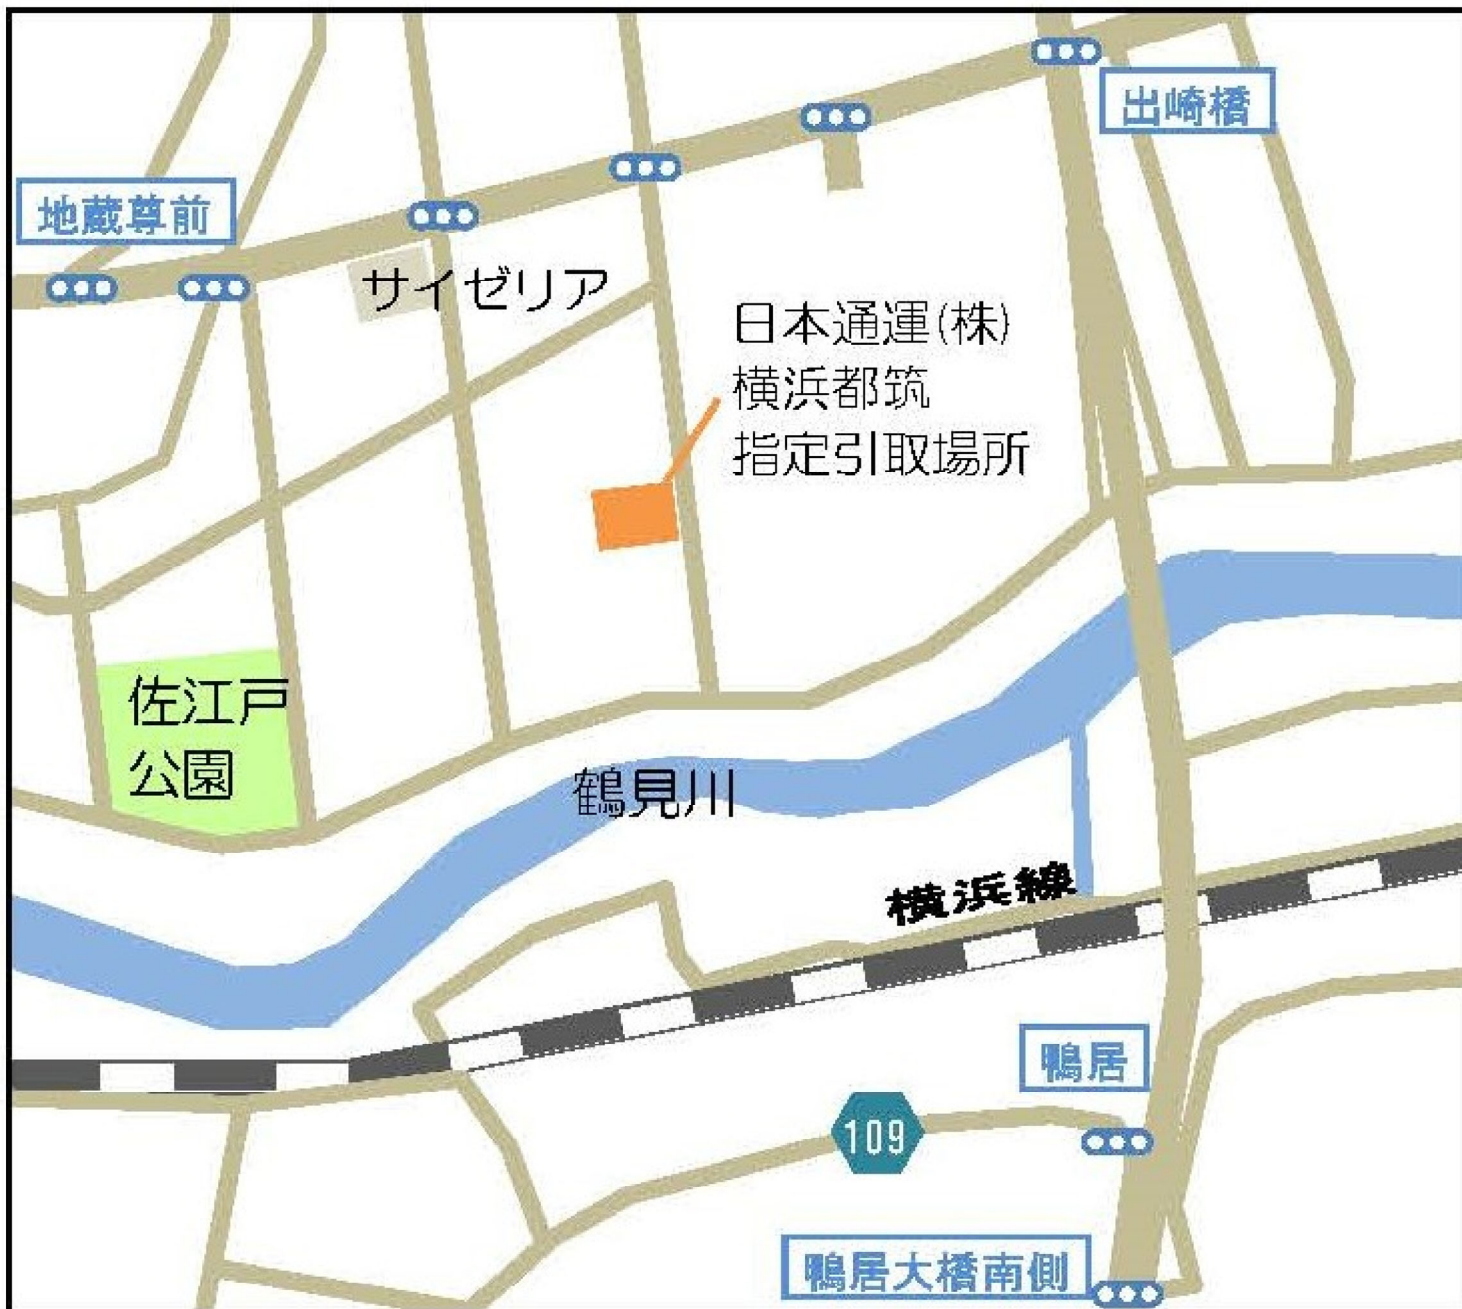 出崎橋
地蔵尊前
サイゼリア
日本通運(株)
横浜都筑
指定引取場所
佐江戸
公園
鶴見川
横浜線
鴨居
109
鴨居大橋南側